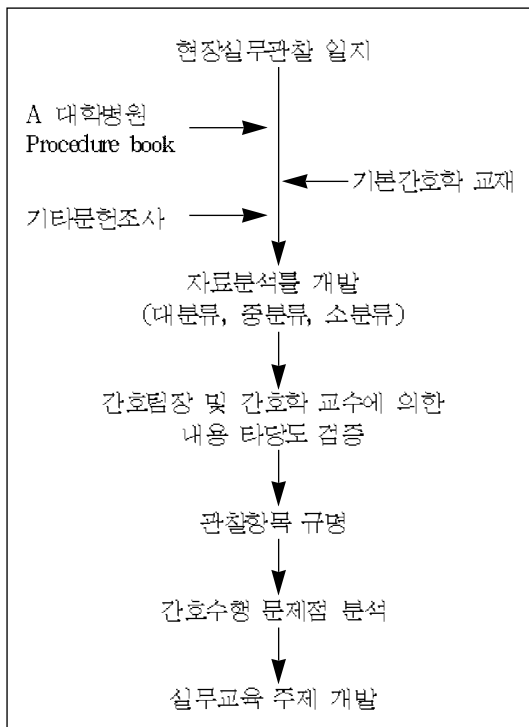 현장실무관찰 일지
A 대학병원
Procedure book
기본간호학 교재
기타문헌조사
자료분석틀 개발
(대분류, 중분류, 소분류)
간호팀장 및 간호학 교수에 의한
내용 타당도 검증
관찰항목 규명
간호수행 문제점 분석
실무교육 주제 개발